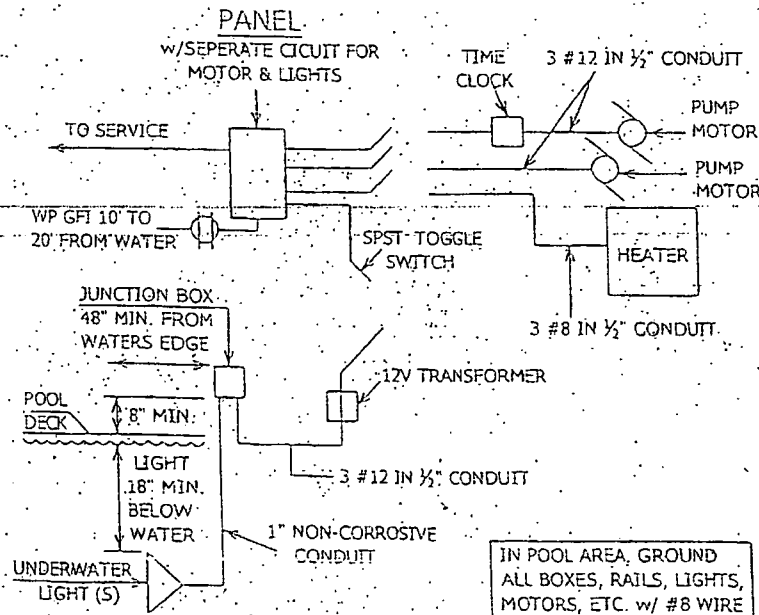 PANEL
w/SEPERATE CICUIT FOR
MOTOR & LIGHTS
TIME
CLOCK
3 #12 IN ½" CONDUIT
PUMP
MOTOR
TO SERVICE
PUMP
MOTOR
WP GFI 10' TO
20' FROM WATER
SPST TOGGLE
SWITCH
HEATER
3 #8 IN ½" CONDUIT
JUNCTION BOX
48" MIN. FROM
WATERS EDGE
12V TRANSFORMER
POOL
DECK
8" MIN.
3 #12 IN ½" CONDUIT
LIGHT
18" MIN.
BELOW
WATER
1" NON-CORROSIVE
CONDUIT
UNDERWATER
LIGHT (S)
IN POOL AREA, GROUND
ALL BOXES, RAILS, LIGHTS,
MOTORS, ETC. w/ #8 WIRE